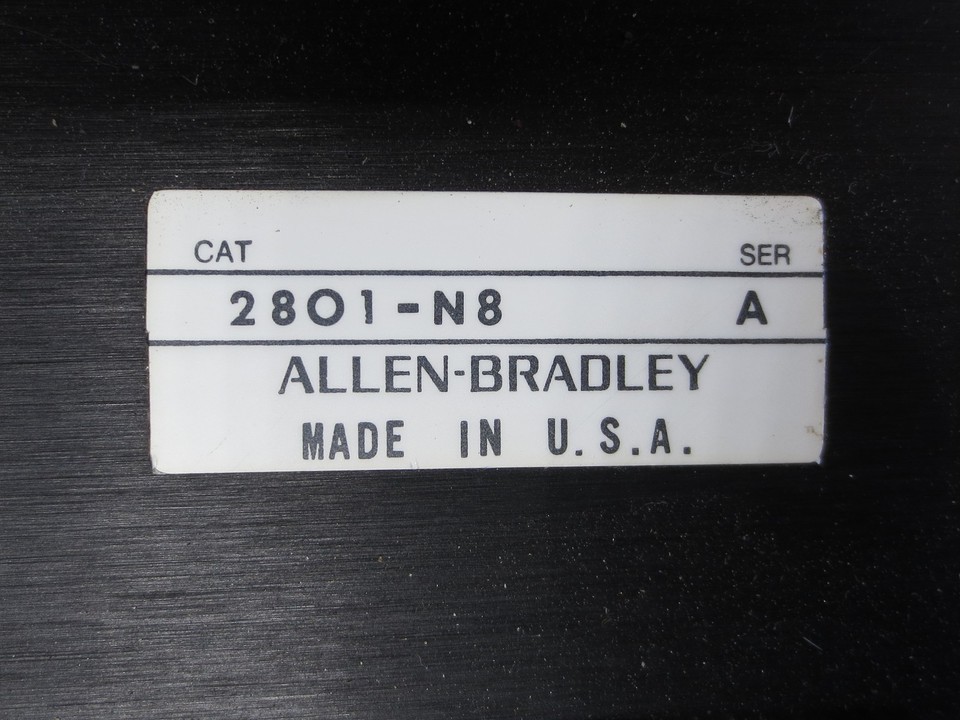 CAT SER
2801-N8 A
ALLEN-BRADLEY
MADE IN U.S.A.